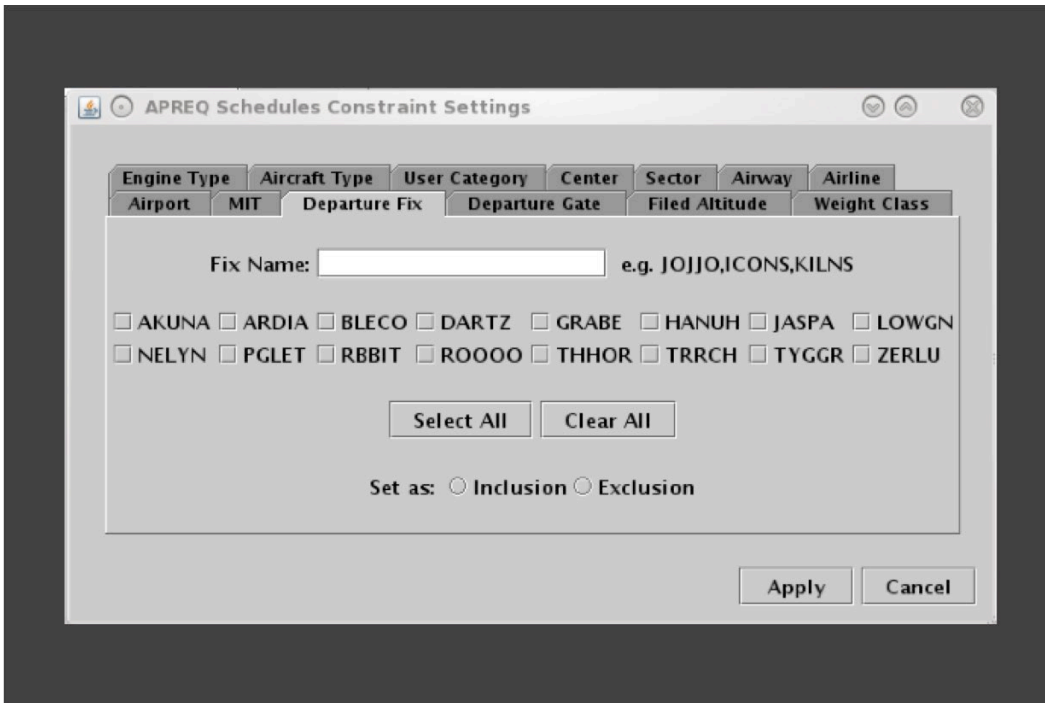 APREQ Schedules Constraint Settings
Engine Type Aircraft Type User Category Center Sector Airway Airline
Airport MIT Departure Fix Departure Gate Filed Altitude Weight Class
Fix Name: e.g. JOJJO,ICONS,KILNS
AKUNA ARDIA BLECO DARTZ GRABE HANUH JASPA LOWGN
NELYN PGLET RBBIT ROOOO THHOR TRRCH TYGGR ZERLU
Select All Clear All
Set as: Inclusion Exclusion
Apply Cancel